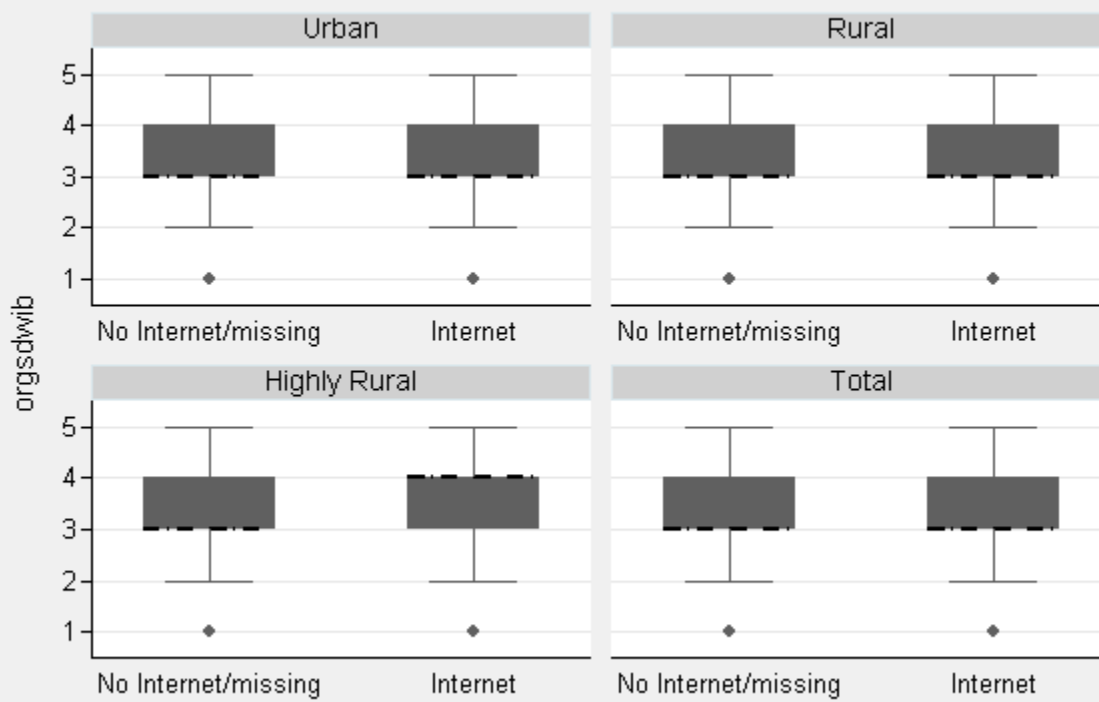 Urban
Rural
5
4
3
2
1
No Internet/missing
Internet
No Internet/missing
Internet
orgsdwib
Highly Rural
Total
5
4
3
2
1
No Internet/missing
Internet
No Internet/missing
Internet